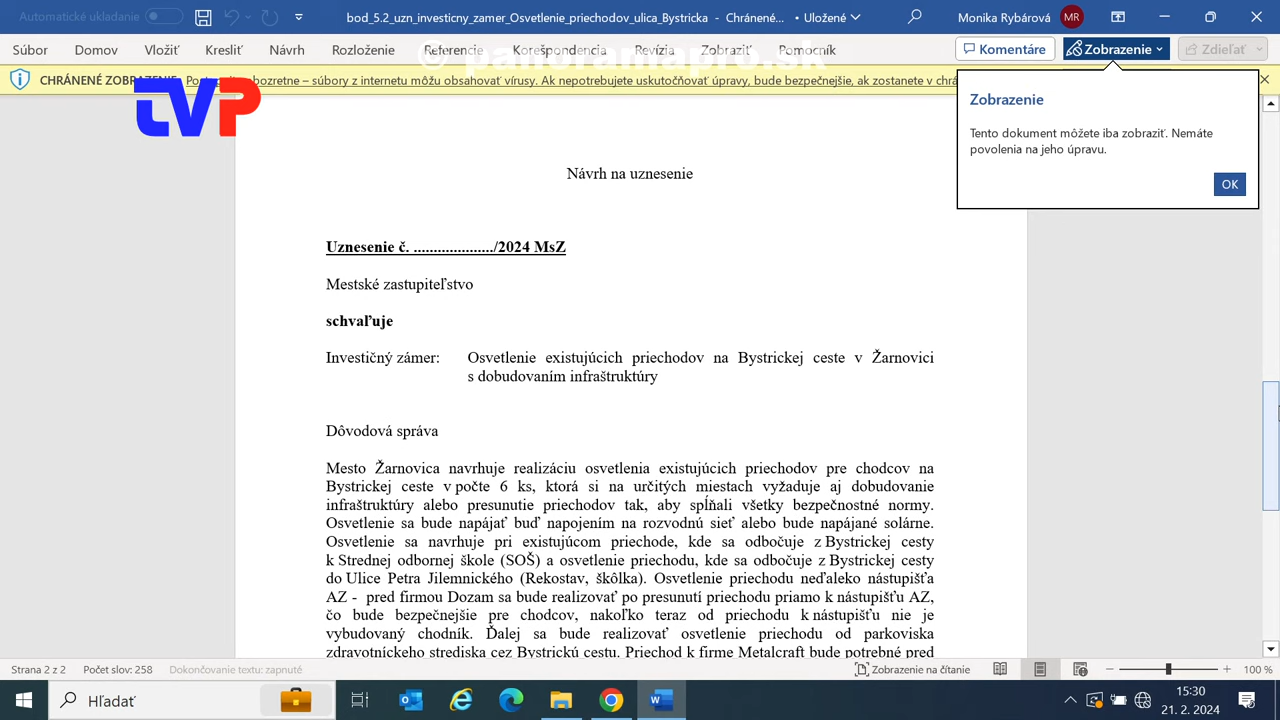 Automatické ukladanie
bod_5.2_uzn_investicny_zamer_Osvetlenie_priechodov_ulica_Bystricka - Chránené... • Uložené
Monika Rybárová MR
Súbor Domov Vložiť Kresliť Návrh Rozloženie Referencie Korešpondencia Revízia Zobraziť Pomocník
Komentáre Zobrazenie Zdieľať
panoramapro.sk
CHRÁNENÉ ZOBRAZENIE obozretne – súbory z internetu môžu obsahovať vírusy. Ak nepotrebujete uskutočňovať úpravy, bude bezpečnejšie, ak zostanete v
TVP
Zobrazenie
Tento dokument môžete iba zobraziť. Nemáte
povolenia na jeho úpravu.
OK
Návrh na uznesenie
Uznesenie č. ..................../2024 MsZ
Mestské zastupiteľstvo
schvaľuje
Investičný zámer: Osvetlenie existujúcich priechodov na Bystrickej ceste v Žarnovici
s dobudovaním infraštruktúry
Dôvodová správa
Mesto Žarnovica navrhuje realizáciu osvetlenia existujúcich priechodov pre chodcov na
Bystrickej ceste v počte 6 ks, ktorá si na určitých miestach vyžaduje aj dobudovanie
infraštruktúry alebo presunutie priechodov tak, aby spĺňali všetky bezpečnostné normy.
Osvetlenie sa bude napájať buď napojením na rozvodnú sieť alebo bude napájané solárne.
Osvetlenie sa navrhuje pri existujúcom priechode, kde sa odbočuje z Bystrickej cesty
k Strednej odbornej škole (SOŠ) a osvetlenie priechodu, kde sa odbočuje z Bystrickej cesty
do Ulice Petra Jilemnického (Rekostav, škôlka). Osvetlenie priechodu neďaleko nástupišťa
AZ - pred firmou Dozam sa bude realizovať po presunutí priechodu priamo k nástupišťu AZ,
čo bude bezpečnejšie pre chodcov, nakoľko teraz od priechodu k nástupišťu nie je
vybudovaný chodník. Ďalej sa bude realizovať osvetlenie priechodu od parkoviska
zdravotníckeho strediska cez Bystrickú cestu. Priechod k firme Metalcraft bude potrebné pred
Strana 2 z 2 Počet slov: 258 Dokončovanie textu: zapnuté Zobrazenie na čítanie 100 %
Hľadať
15:30
21. 2. 2024